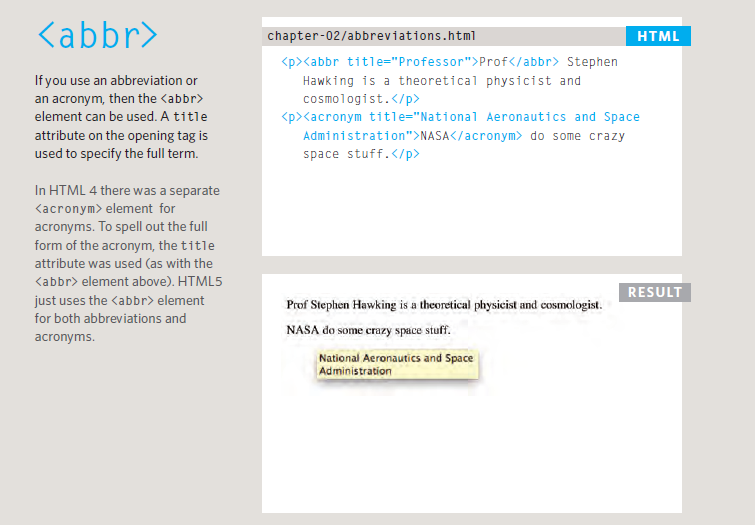 <abbr>
If you use an abbreviation or
an acronym, then the <abbr>
element can be used. A title
attribute on the opening tag is
used to specify the full term.
In HTML 4 there was a separate
<acronym> element for
acronyms. To spell out the full
form of the acronym, the title
attribute was used (as with the
<abbr> element above). HTML5
just uses the <abbr> element
for both abbreviations and
acronyms.
chapter-02/abbreviations.html
HTML
<p><abbr title="Professor">Prof</abbr> Stephen
Hawking is a theoretical physicist and
cosmologist.</p>
<p><acronym title="National Aeronautics and Space
Administration">NASA</acronym> do some crazy
space stuff.</p>
RESULT
Prof Stephen Hawking is a theoretical physicist and cosmologist.
NASA do some crazy space stuff.
National Aeronautics and Space
Administration